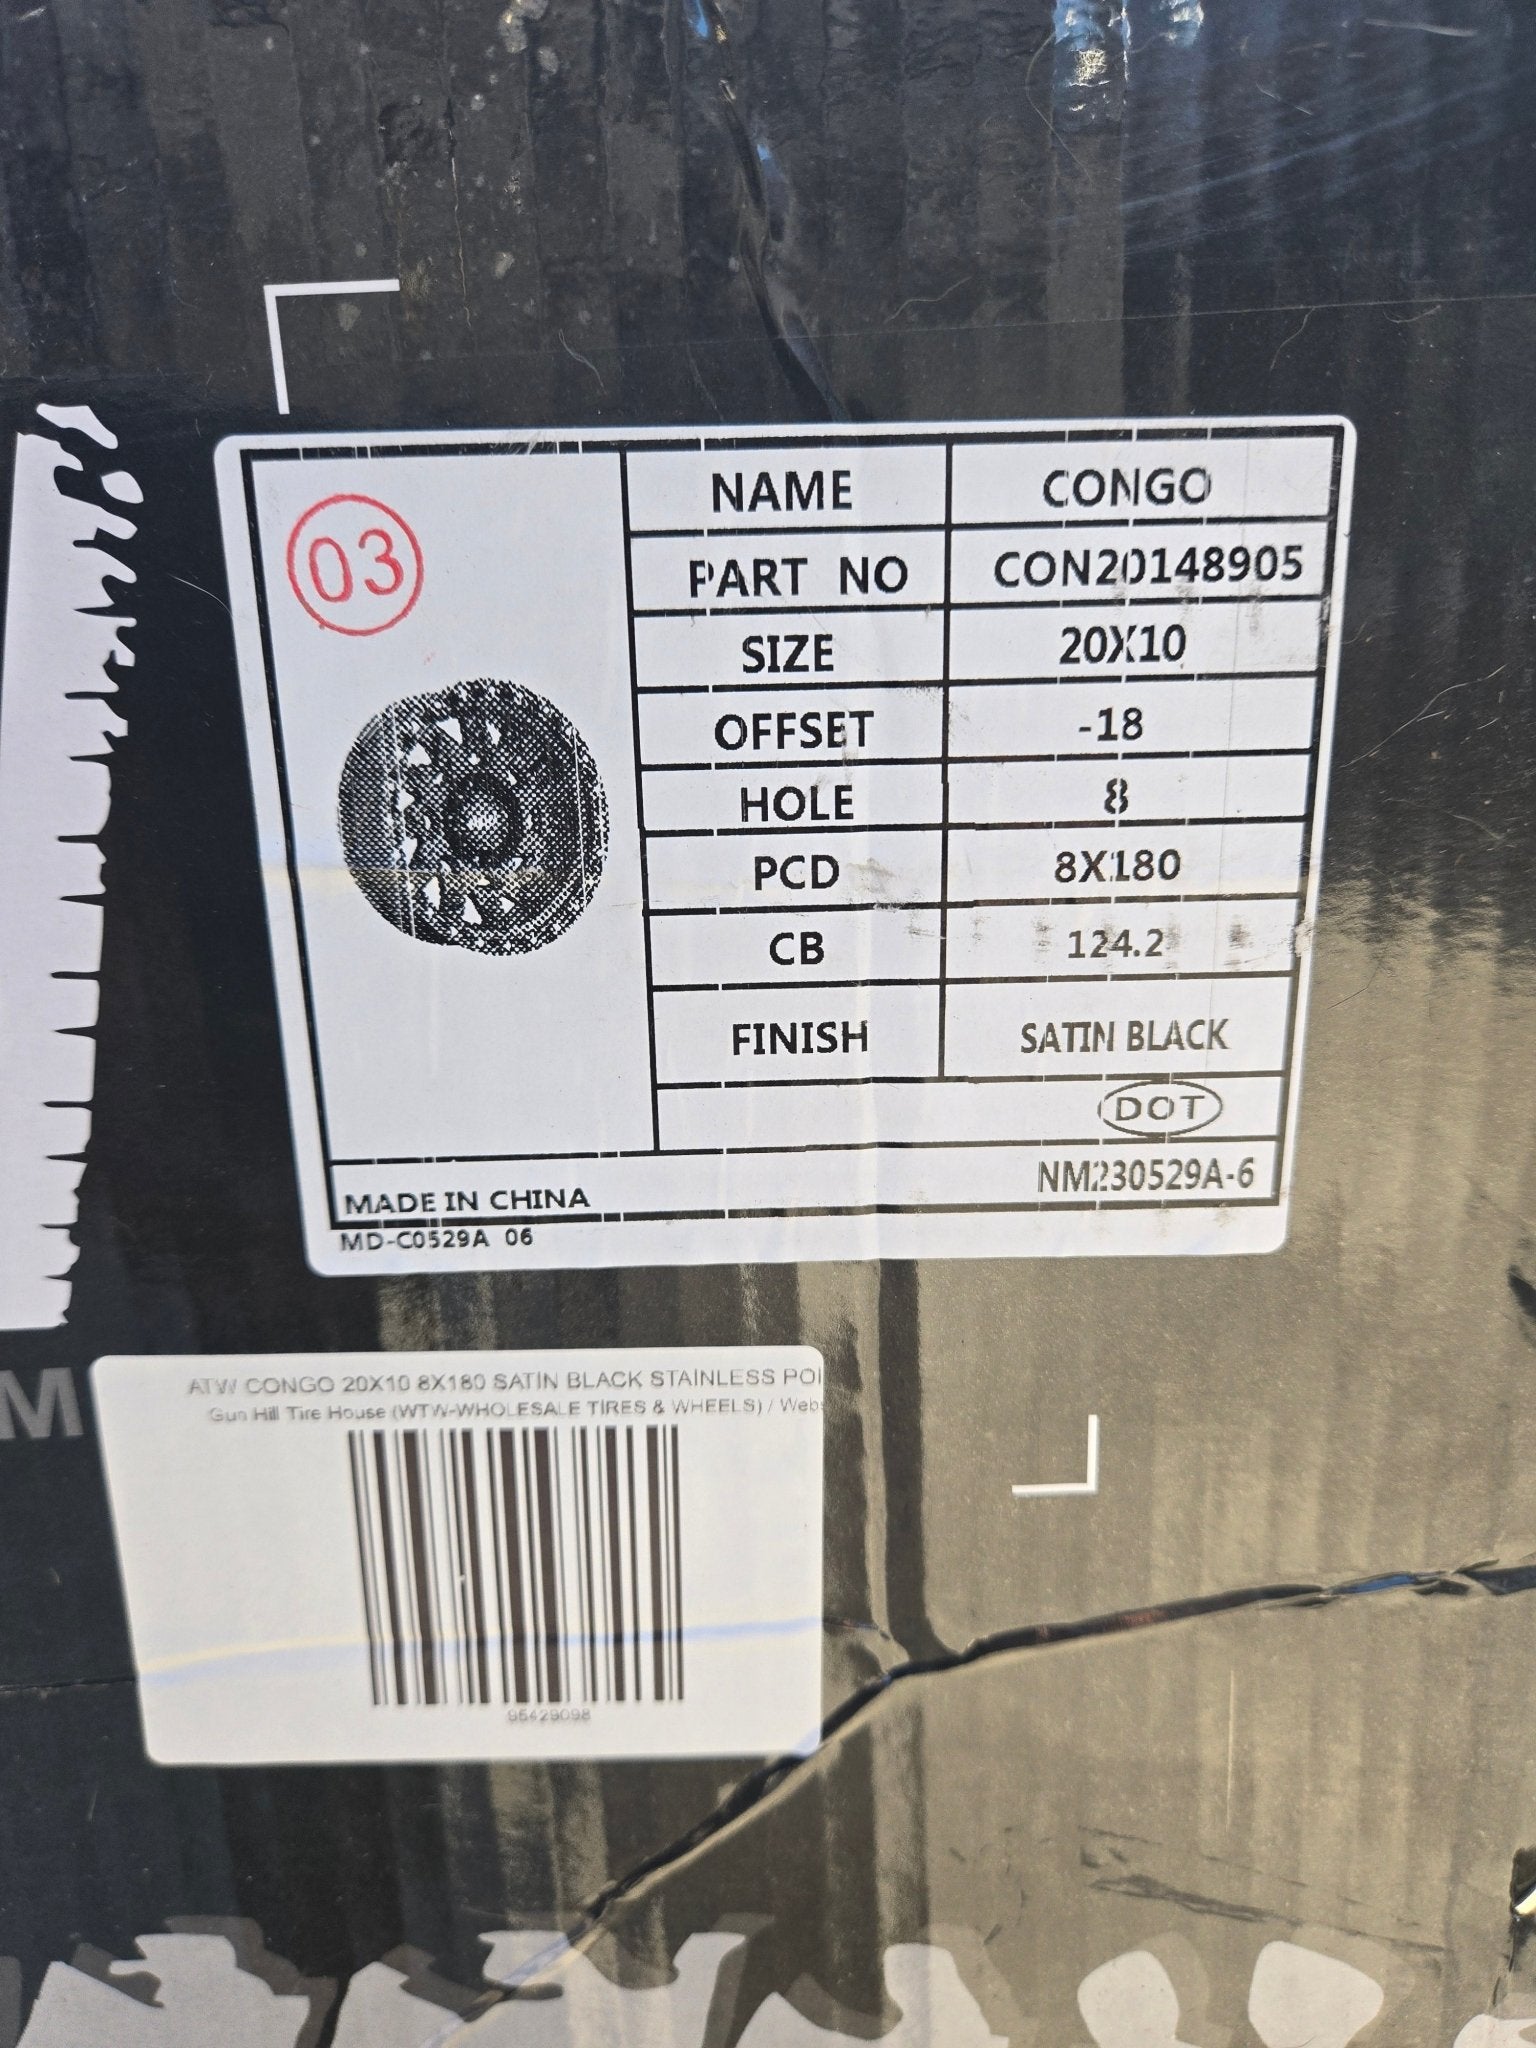 03
NAME CONGO
PART NO CON20148905
SIZE 20X10
OFFSET -18
HOLE 8
PCD 8X180
CB 124.2
FINISH SATIN BLACK
DOT
NM230529A-6
MADE IN CHINA
MD-C0529A 06
M
ATW CONGO 20X10 8X180 SATIN BLACK STAINLESS POI
Gun Hill Tire House (WTW-WHOLESALE TIRES & WHEELS) / Webs
95429098